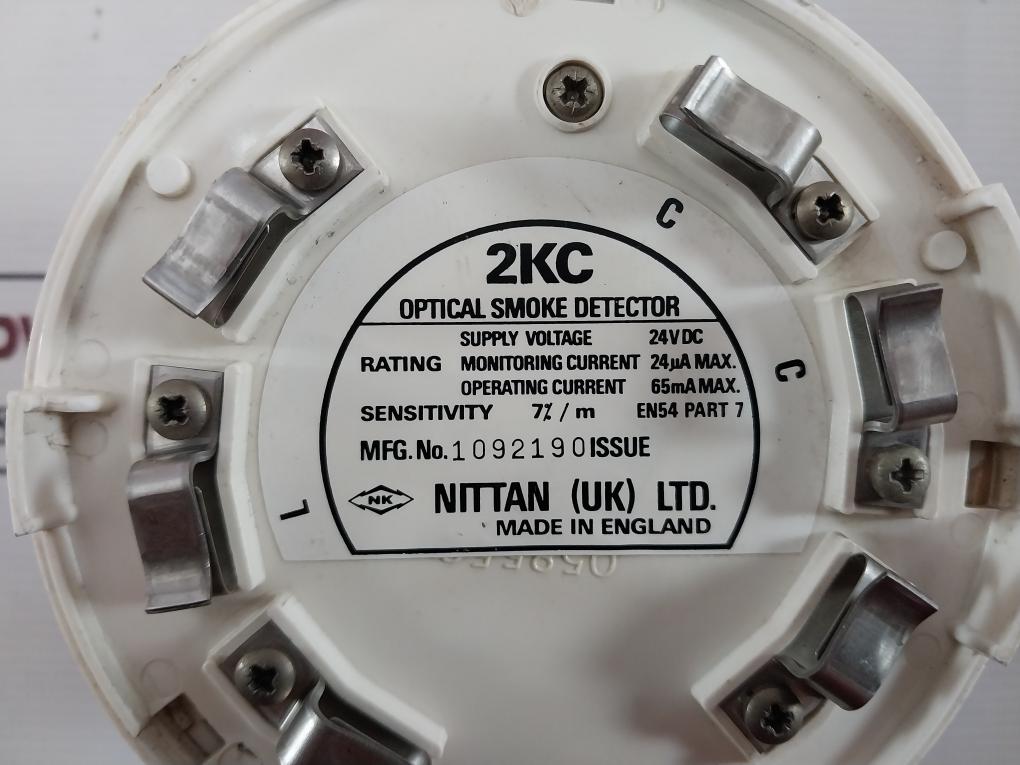 C
2KC
OPTICAL SMOKE DETECTOR
SUPPLY VOLTAGE 24V DC
RATING MONITORING CURRENT 24μA MAX.
OPERATING CURRENT 65mA MAX.
C
SENSITIVITY 7% / m EN54 PART 7
MFG. No. 1092190 ISSUE
NK NITTAN (UK) LTD.
MADE IN ENGLAND
L